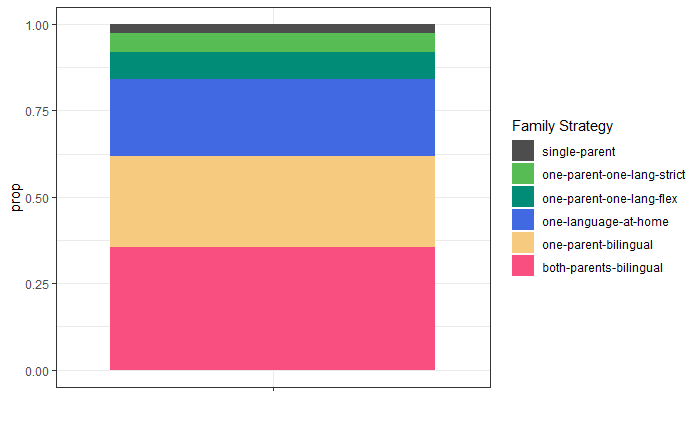 1.00
0.75
0.50
0.25
0.00
prop
Family Strategy
single-parent
one-parent-one-lang-strict
one-parent-one-lang-flex
one-language-at-home
one-parent-bilingual
both-parents-bilingual